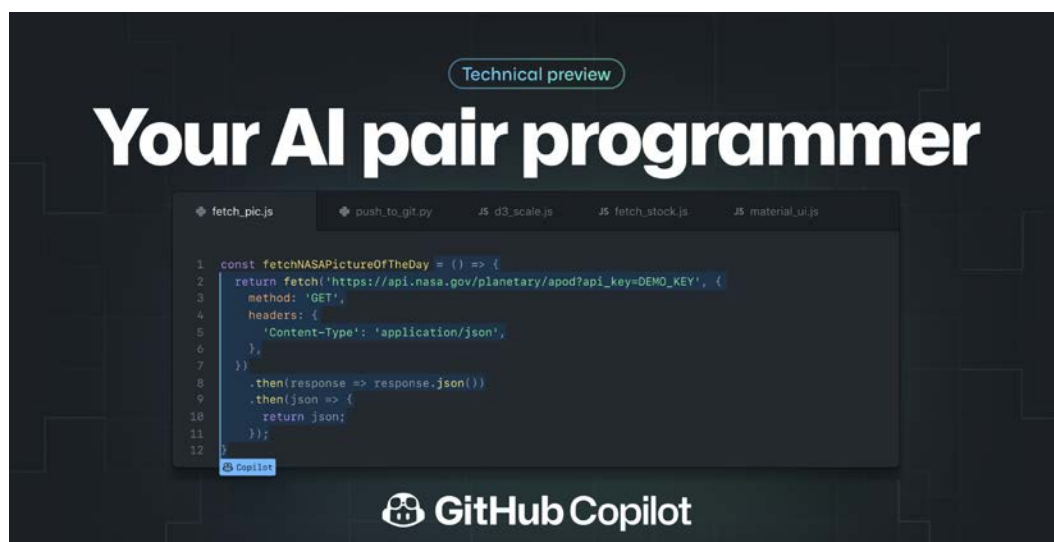 Technical preview
Your AI pair programmer
fetch_pic.js push_to_git.py JS d3_scale.js JS fetch_stock.js JS material_ui.js
1 const fetchNASAPictureOfTheDay = () => {
2 return fetch('https://api.nasa.gov/planetary/apod?api_key=DEMO_KEY', {
3 method: 'GET',
4 headers: {
5 'Content-Type': 'application/json',
6 },
7 })
8 .then(response => response.json())
9 .then(json => {
10 return json;
11 });
12 }
Copilot
GitHub Copilot